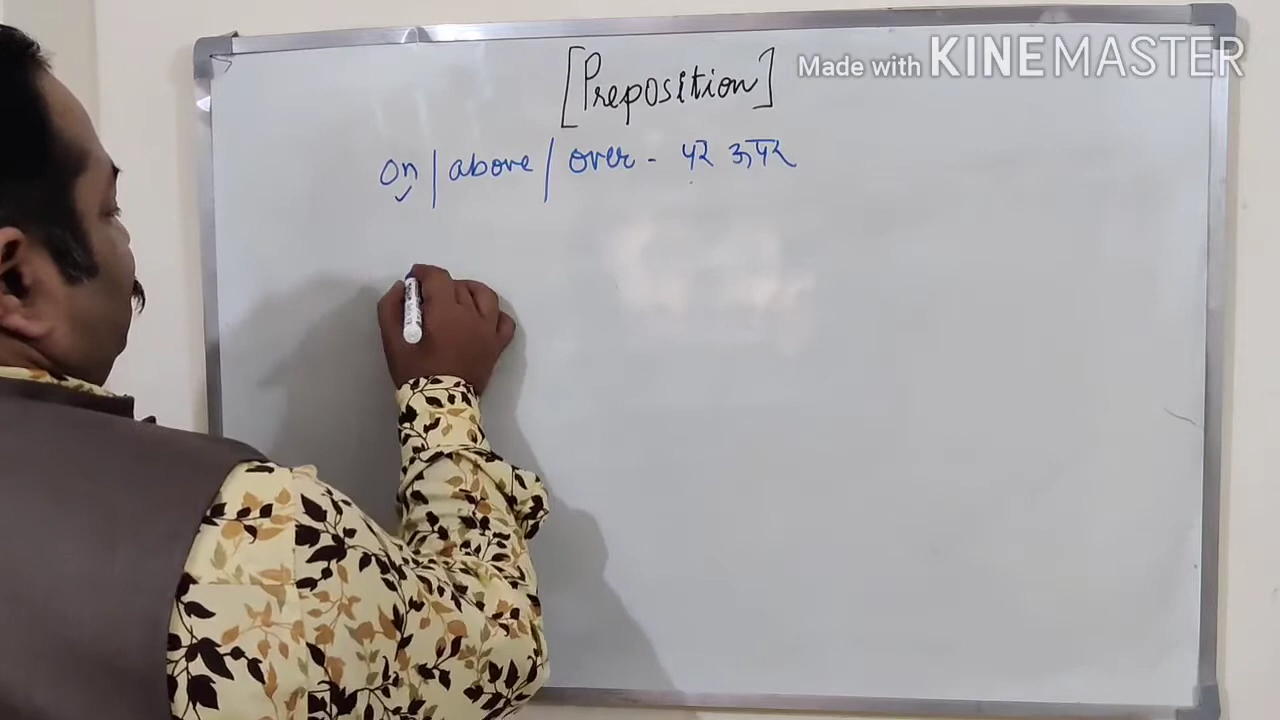 [Preposition]
Made with KINEMASTER
On | above | over - पर ऊपर